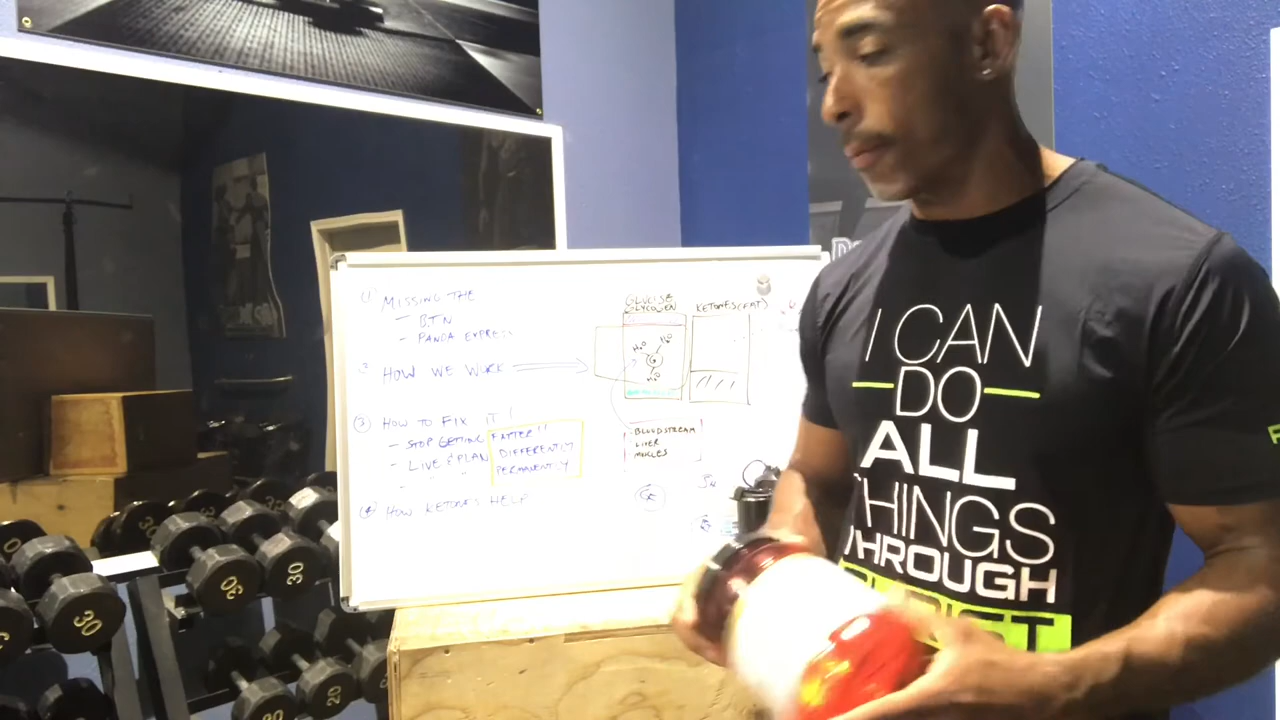 (1) MISSING THE
- BTN
- PANDA EXPRESS
HOW WE WORK
(3) HOW TO FIX IT!
- STOP GETTING FATTER!!
- LIVE & PLAN DIFFERENTLY
PERMANENTLY
(4) HOW KETONES HELP
GLUCOSE
GLYCOGEN
KETONES (FAT)
H2O
H2O
G
H2O
- BLOODSTREAM
LIVER
MUSCLES
I CAN
DO
ALL
THINGS
THROUGH
30
30
30
30
20